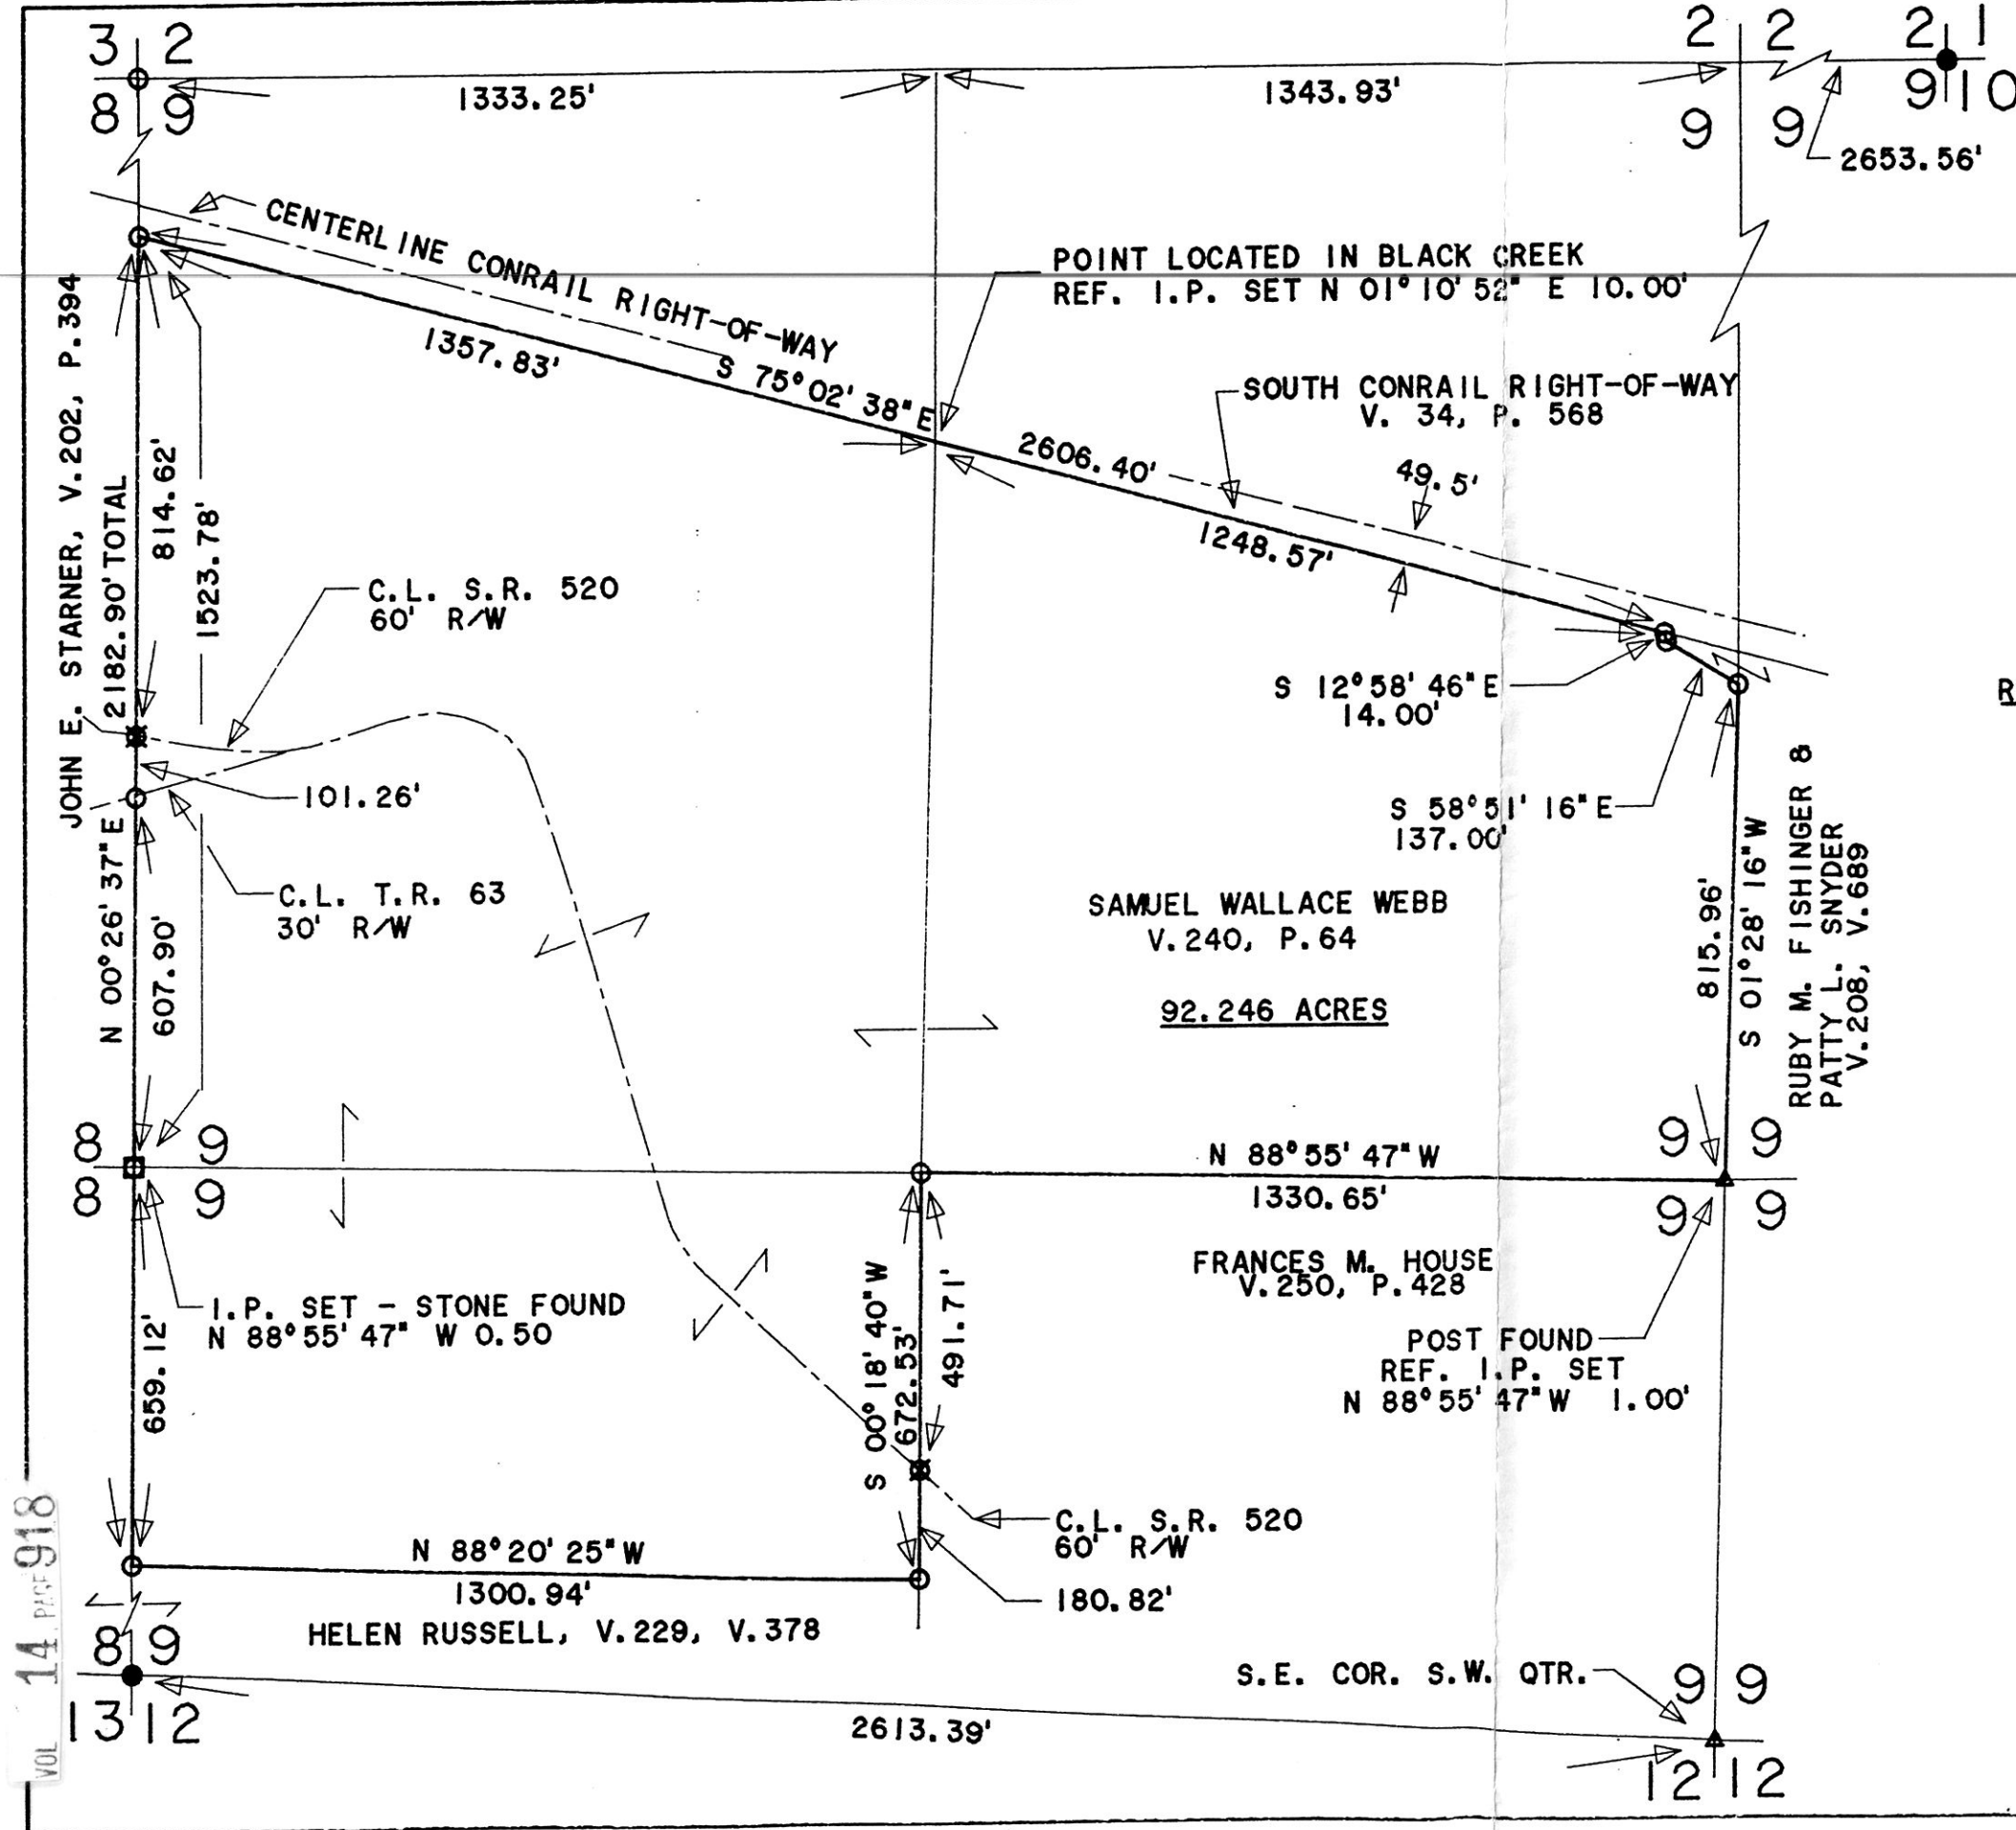 3 2
8 9
1333.25'
1343.93'
2 2
9 9
2 1
9 10
2653.56'
CENTERLINE CONRAIL RIGHT-OF-WAY
1357.83'
S 75°02'38" E
POINT LOCATED IN BLACK CREEK
REF. I.P. SET N 01°10'52" E 10.00'
SOUTH CONRAIL RIGHT-OF-WAY
V. 34, P. 568
2606.40'
49.5'
1248.57'
JOHN E. STARNER, V.202, P.394
2182.90' TOTAL
814.62'
1523.78'
C.L. S.R. 520
60' R/W
S 12°58'46" E
14.00'
R
101.26'
S 58°51'16" E
137.00'
N 00°26'37" E
607.90'
C.L. T.R. 63
30' R/W
SAMUEL WALLACE WEBB
V.240, P.64
92.246 ACRES
815.96'
S 01°28'16" W
RUBY M. FISHINGER &
PATTY L. SNYDER
V.208, V.689
8 9
8 9
N 88°55'47" W
1330.65'
9 9
9 9
FRANCES M. HOUSE
V.250, P.428
I.P. SET - STONE FOUND
N 88°55'47" W 0.50
659.12'
S 00°18'40" W
672.53'
491.71'
POST FOUND
REF. I.P. SET
N 88°55'47" W 1.00'
C.L. S.R. 520
60' R/W
180.82'
N 88°20'25" W
1300.94'
HELEN RUSSELL, V.229, V.378
8 9
13 12
S.E. COR. S.W. QTR.
9 9
12 12
2613.39'
VOL 14 PAGE 918